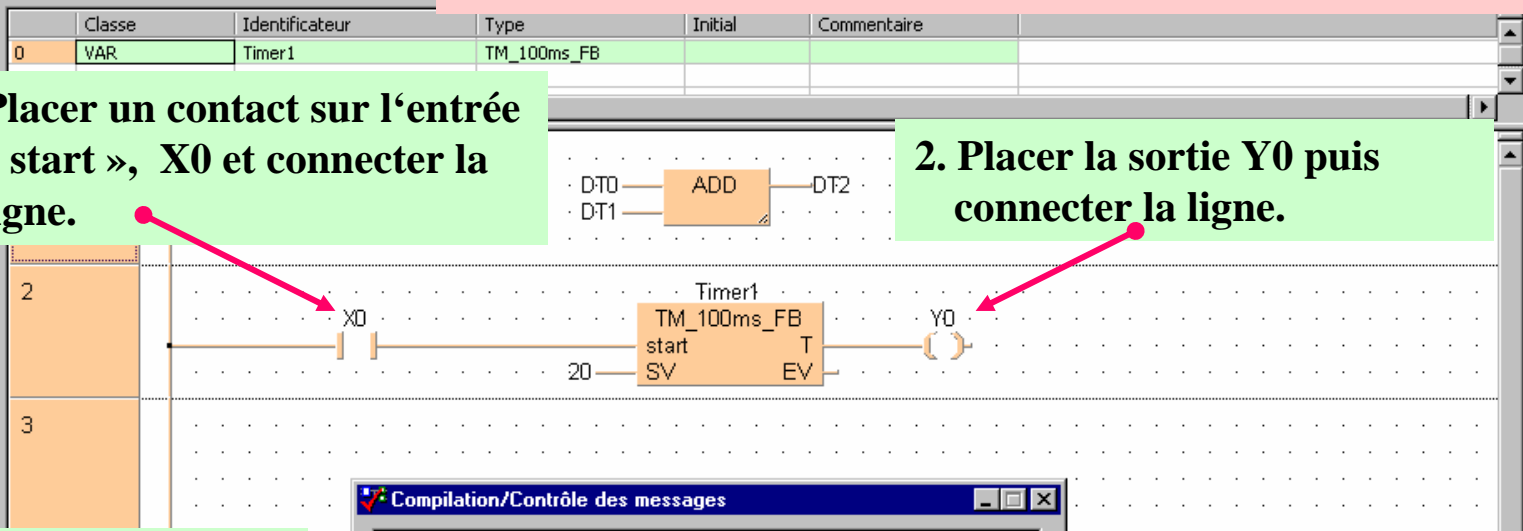 Classe Identificateur Type Initial Commentaire
0 VAR Timer1 TM_100ms_FB
Placer un contact sur l‘entrée
start », X0 et connecter la
igne.
2. Placer la sortie Y0 puis
connecter la ligne.
DT0 ADD DT2
DT1
2
Timer1
X0 TM_100ms_FB Y0
start T
20 SV EV
3
Compilation/Contrôle des messages